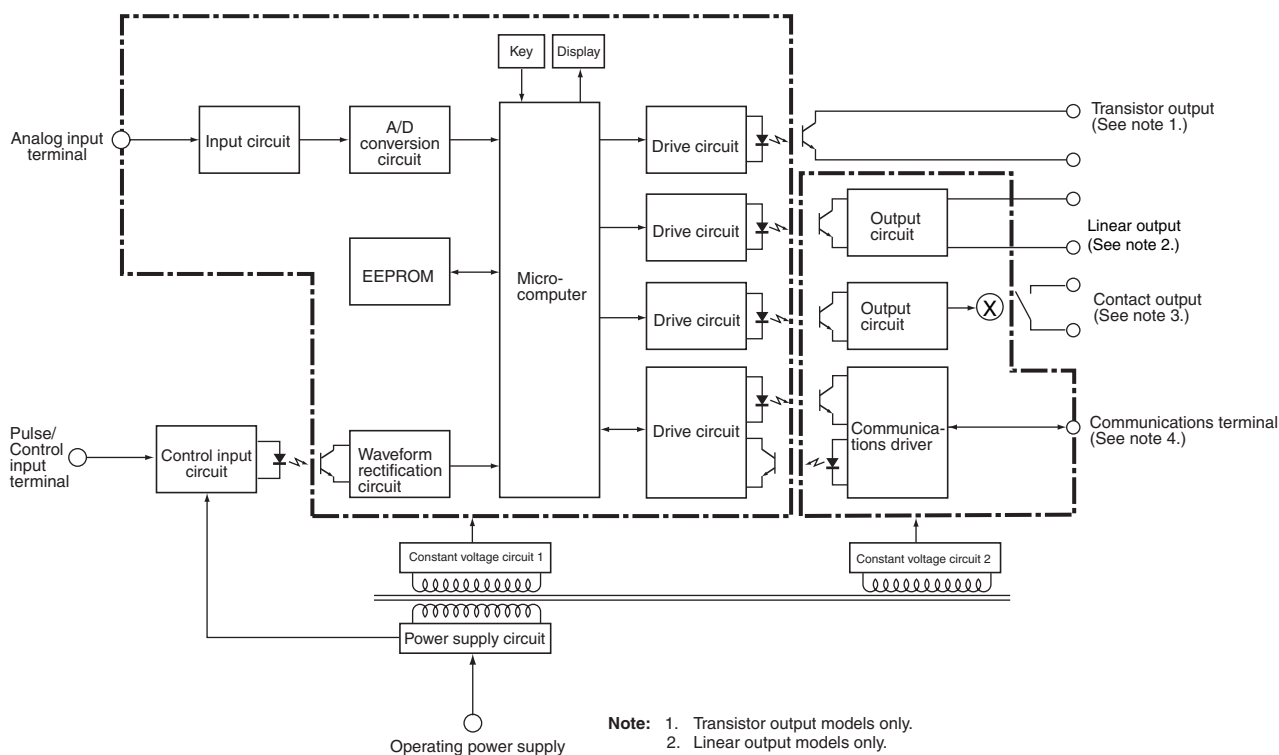 Key
Display
Analog input
terminal
Input circuit
A/D
conversion
circuit
Drive circuit
Transistor output
(See note 1.)
Drive circuit
Output
circuit
Linear output
(See note 2.)
EEPROM
Micro-
computer
Drive circuit
Output
circuit
X
Contact output
(See note 3.)
Pulse/
Control
input
terminal
Control input
circuit
Waveform
rectification
circuit
Drive circuit
Communica-
tions driver
Communications terminal
(See note 4.)
Constant voltage circuit 1
Constant voltage circuit 2
Power supply circuit
Operating power supply
Note: 1. Transistor output models only.
2. Linear output models only.